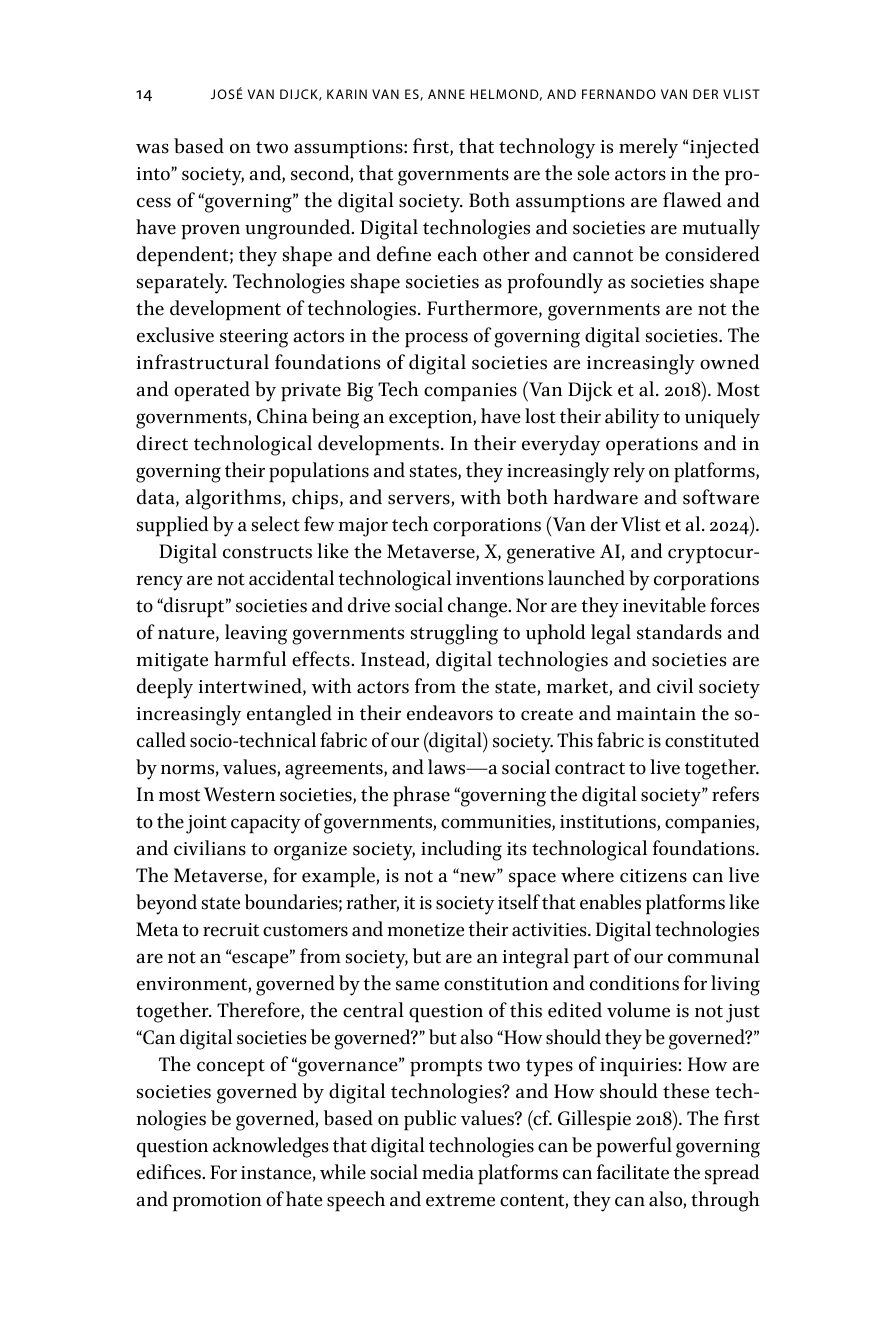 14 JOSÉ VAN DIJCK, KARIN VAN ES, ANNE HELMOND, AND FERNANDO VAN DER VLIST
was based on two assumptions: first, that technology is merely “injected
into” society, and, second, that governments are the sole actors in the pro-
cess of “governing” the digital society. Both assumptions are flawed and
have proven ungrounded. Digital technologies and societies are mutually
dependent; they shape and define each other and cannot be considered
separately. Technologies shape societies as profoundly as societies shape
the development of technologies. Furthermore, governments are not the
exclusive steering actors in the process of governing digital societies. The
infrastructural foundations of digital societies are increasingly owned
and operated by private Big Tech companies (Van Dijck et al. 2018). Most
governments, China being an exception, have lost their ability to uniquely
direct technological developments. In their everyday operations and in
governing their populations and states, they increasingly rely on platforms,
data, algorithms, chips, and servers, with both hardware and software
supplied by a select few major tech corporations (Van der Vlist et al. 2024).
Digital constructs like the Metaverse, X, generative AI, and cryptocur-
rency are not accidental technological inventions launched by corporations
to “disrupt” societies and drive social change. Nor are they inevitable forces
of nature, leaving governments struggling to uphold legal standards and
mitigate harmful effects. Instead, digital technologies and societies are
deeply intertwined, with actors from the state, market, and civil society
increasingly entangled in their endeavors to create and maintain the so-
called socio-technical fabric of our (digital) society. This fabric is constituted
by norms, values, agreements, and laws—a social contract to live together.
In most Western societies, the phrase “governing the digital society” refers
to the joint capacity of governments, communities, institutions, companies,
and civilians to organize society, including its technological foundations.
The Metaverse, for example, is not a “new” space where citizens can live
beyond state boundaries; rather, it is society itself that enables platforms like
Meta to recruit customers and monetize their activities. Digital technologies
are not an “escape” from society, but are an integral part of our communal
environment, governed by the same constitution and conditions for living
together. Therefore, the central question of this edited volume is not just
“Can digital societies be governed?” but also “How should they be governed?”
The concept of “governance” prompts two types of inquiries: How are
societies governed by digital technologies? and How should these tech-
nologies be governed, based on public values? (cf. Gillespie 2018). The first
question acknowledges that digital technologies can be powerful governing
edifices. For instance, while social media platforms can facilitate the spread
and promotion of hate speech and extreme content, they can also, through